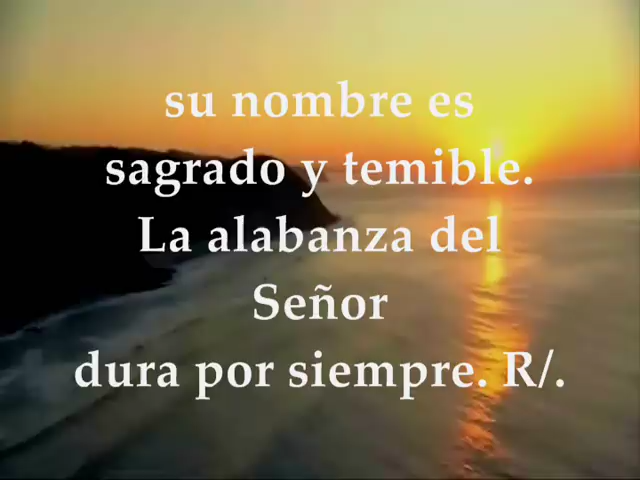 su nombre es
sagrado y temible.
La alabanza del
Señor
dura por siempre. R/.